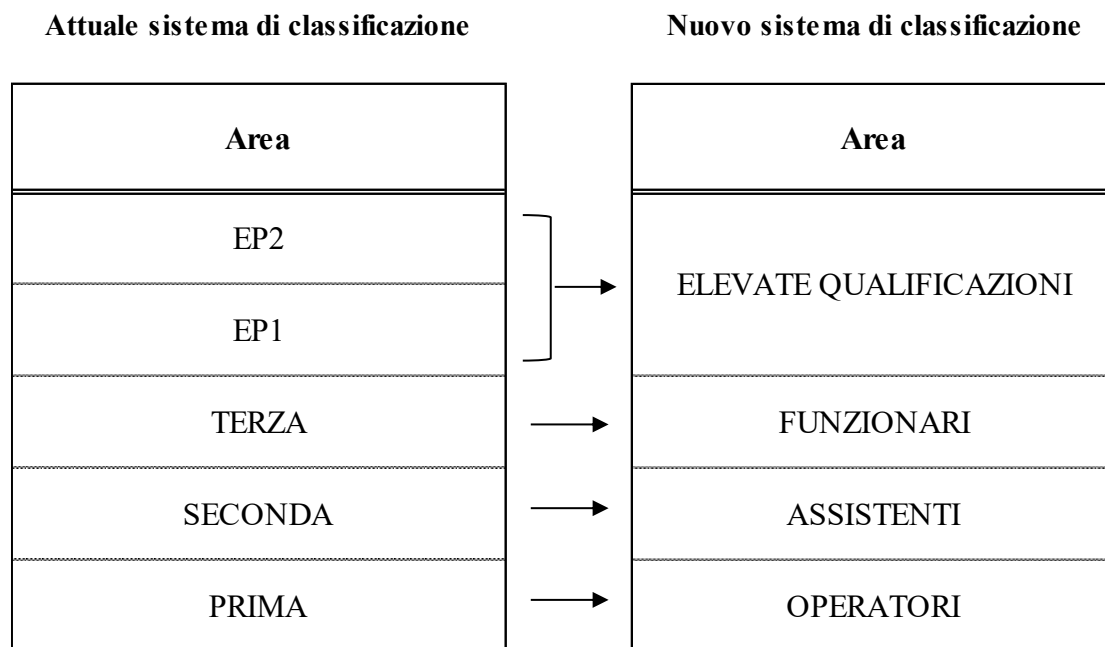 Attuale sistema di classificazione
Nuovo sistema di classificazione
Area
Area
EP2
EP1
ELEVATE QUALIFICAZIONI
TERZA
FUNZIONARI
SECONDA
ASSISTENTI
PRIMA
OPERATORI